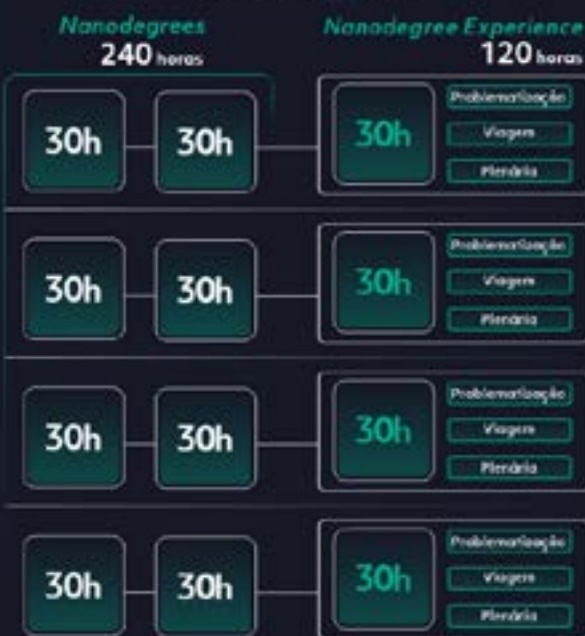 Nanodegrees
240 horas
Nanodegree Experience
120 horas
30h
30h
30h
Problematização
Viagem
Plenária
30h
30h
30h
Problematização
Viagem
Plenária
30h
30h
30h
Problematização
Viagem
Plenária
30h
30h
30h
Problematização
Viagem
Plenária